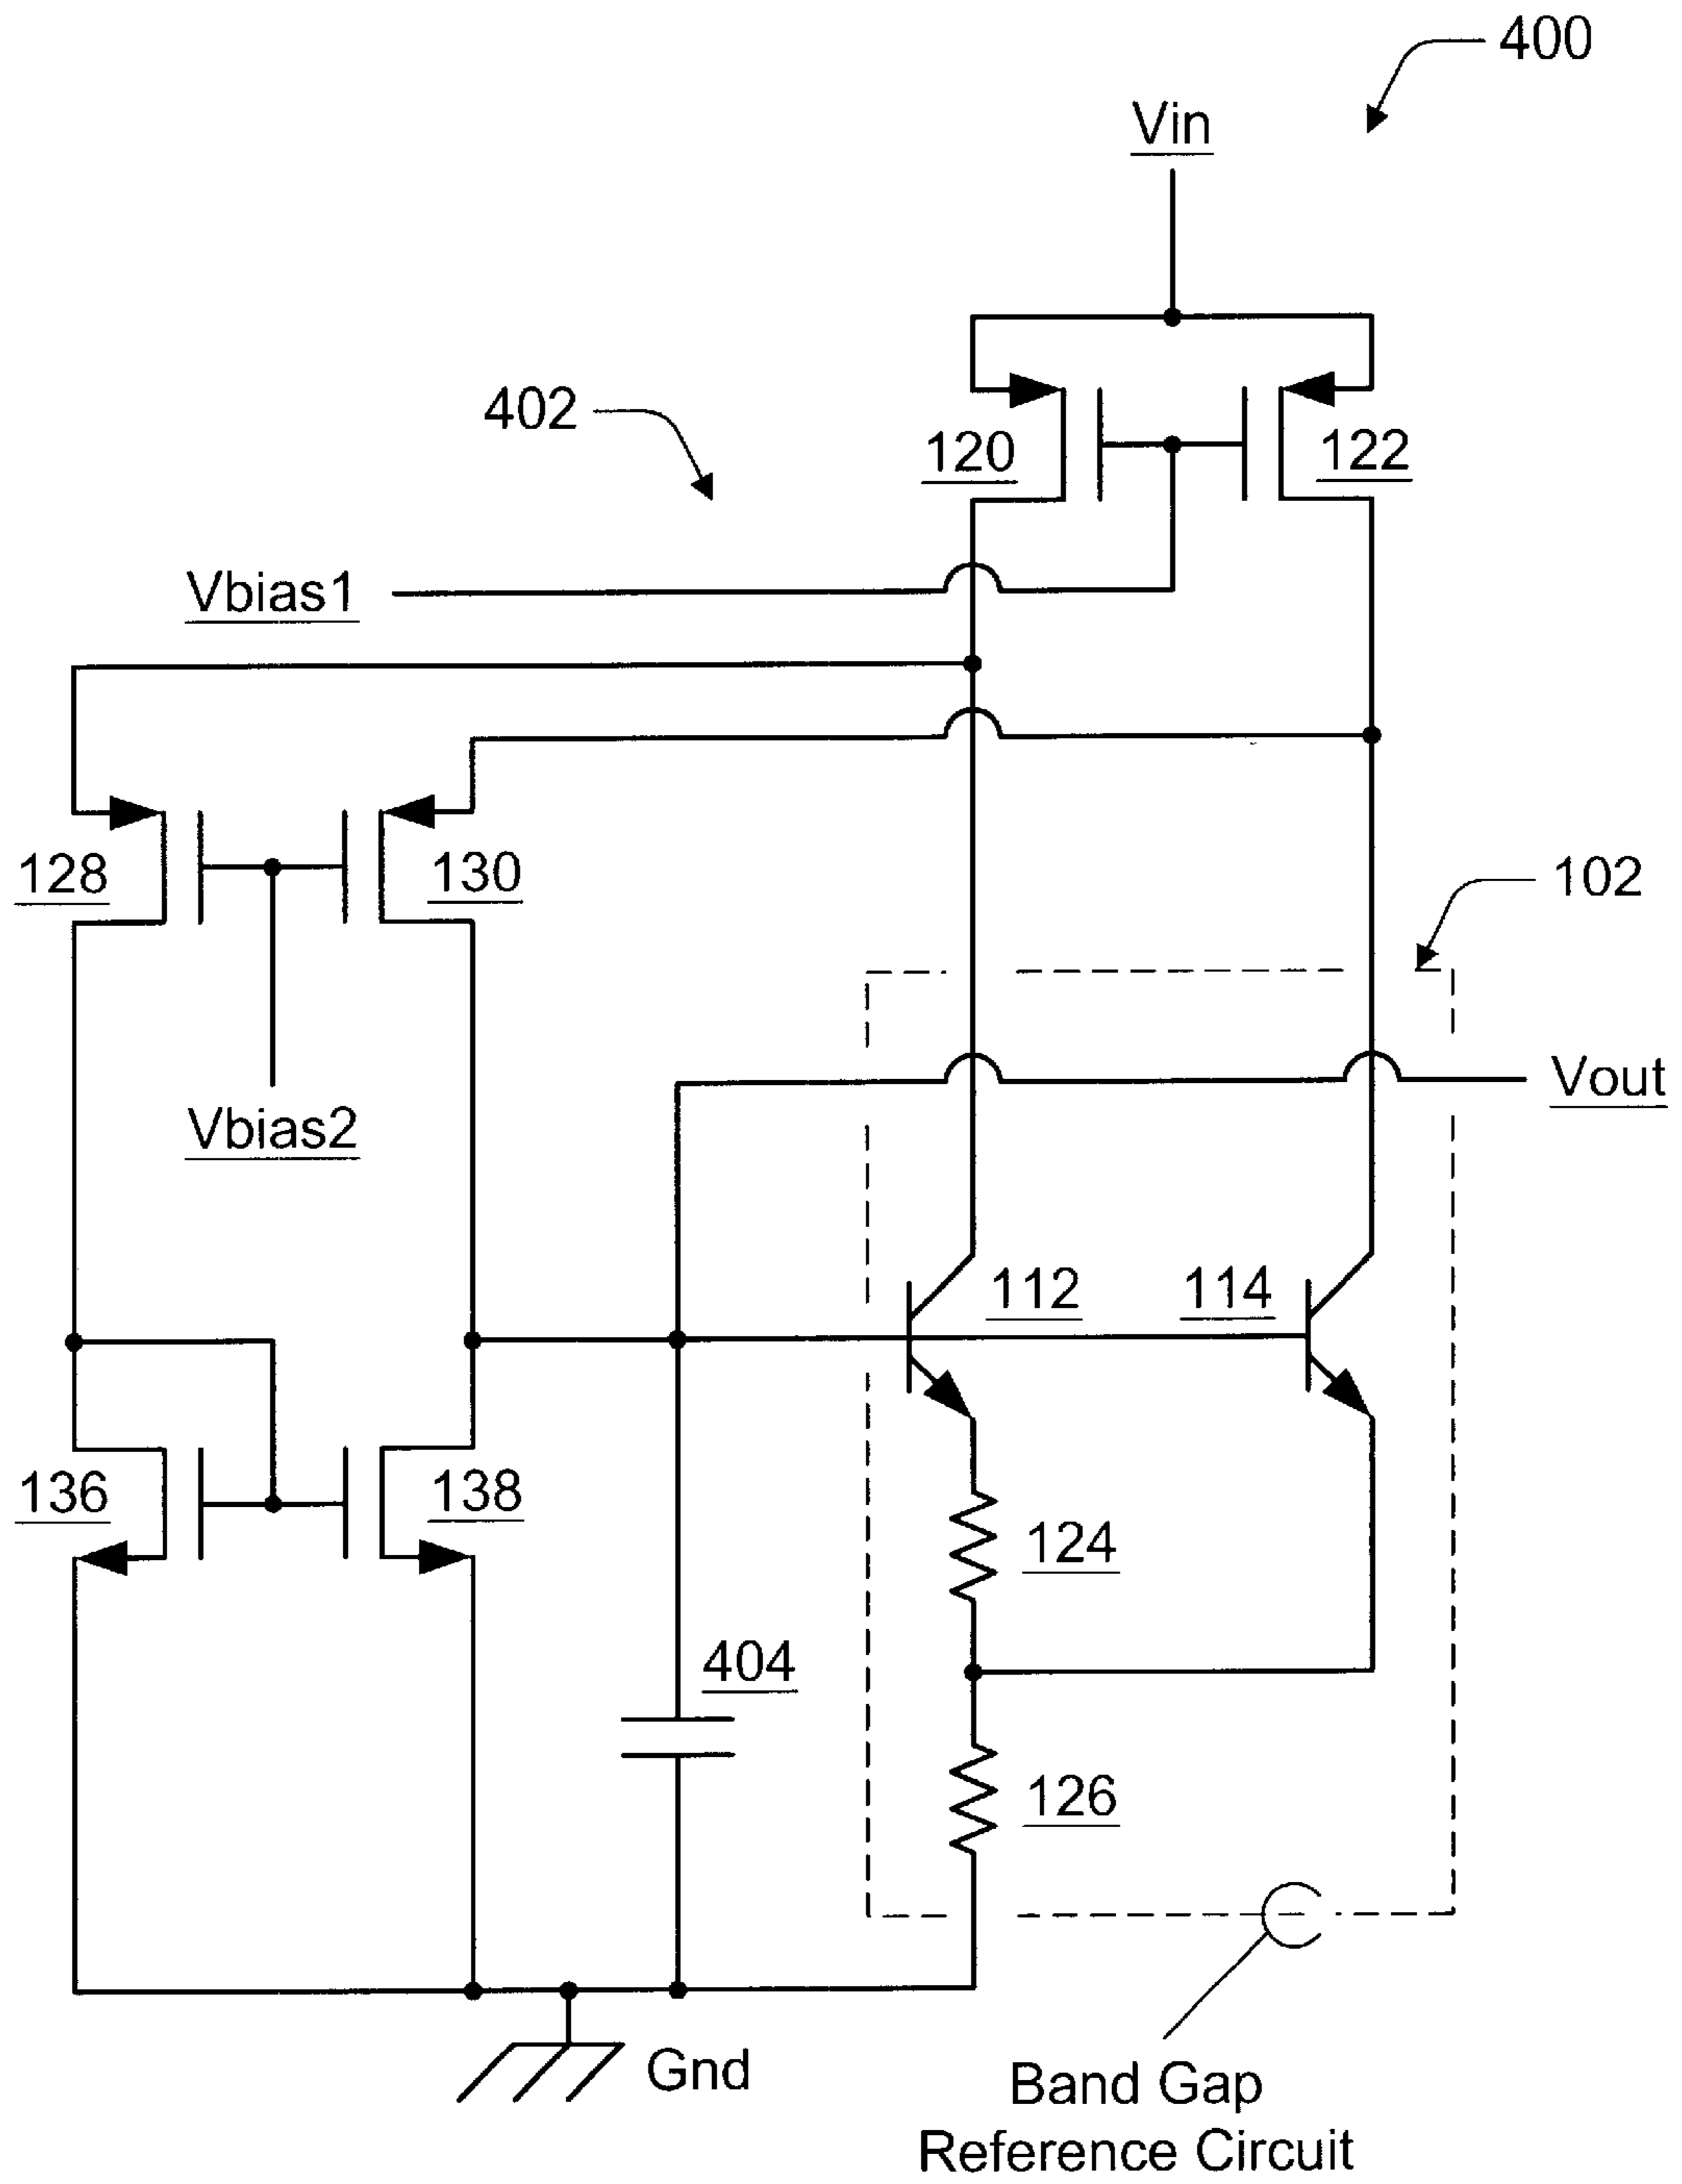 400
Vin
402
120
122
Vbias1
128
130
102
Vout
Vbias2
112
114
136
138
124
404
126
Gnd
Band Gap
Reference Circuit